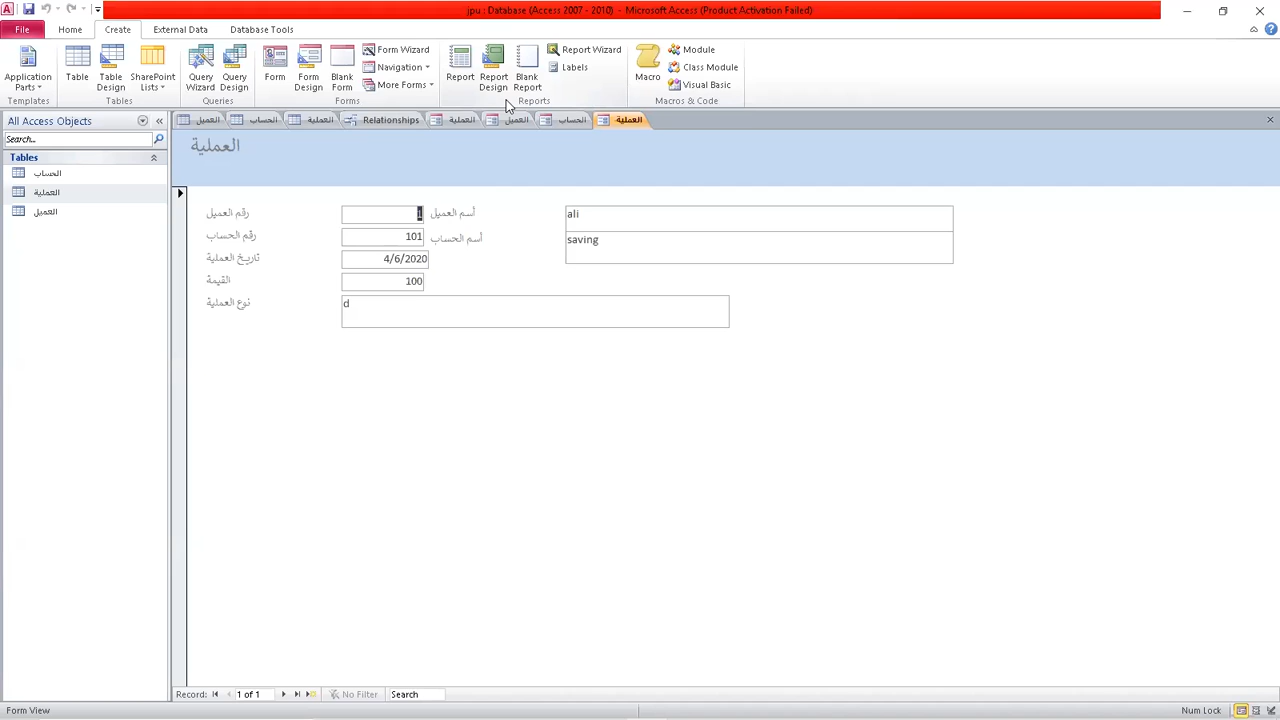 jpu : Database (Access 2007 - 2010) - Microsoft Access (Product Activation Failed)
File Home Create External Data Database Tools
Application Parts
Templates
Table
Table Design
SharePoint Lists
Tables
Query Wizard
Query Design
Queries
Form
Form Design
Blank Form
Form Wizard
Navigation
More Forms
Forms
Report
Report Design
Blank Report
Report Wizard
Labels
Reports
Macro
Module
Class Module
Visual Basic
Macros & Code
All Access Objects
Search...
Tables
الحساب
العملية
العميل
العميل الحساب العملية Relationships العملية العميل الحساب العملية
العملية
رقم العميل 1 أسم العميل ali
رقم الحساب 101 أسم الحساب saving
تاريخ العملية 4/6/2020
القيمة 100
نوع العملية d
Record: 1 of 1 No Filter Search
Form View Num Lock